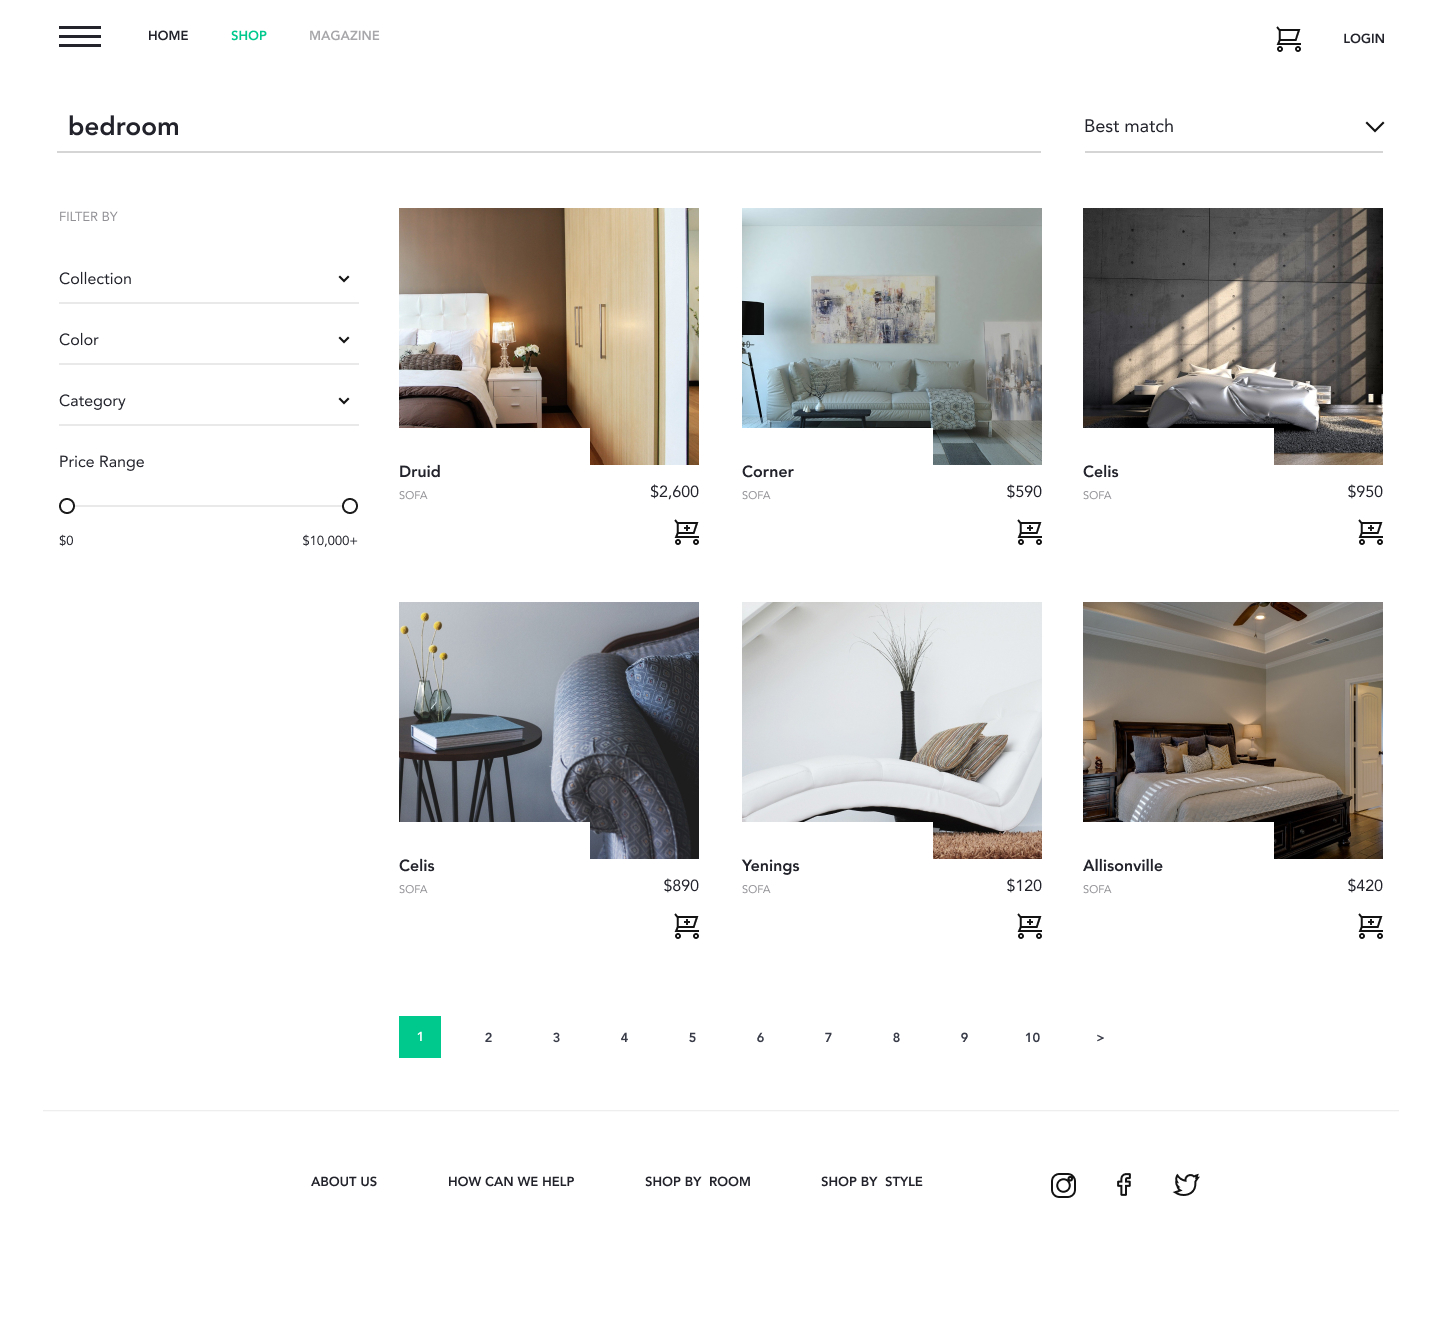 HOME SHOP MAGAZINE LOGIN
bedroom Best match
FILTER BY
Collection
Color
Category
Price Range
$0 $10,000+
Druid
SOFA $2,600
Corner
SOFA $590
Celis
SOFA $950
Celis
SOFA $890
Yenings
SOFA $120
Allisonville
SOFA $420
1 2 3 4 5 6 7 8 9 10 >
ABOUT US HOW CAN WE HELP SHOP BY ROOM SHOP BY STYLE